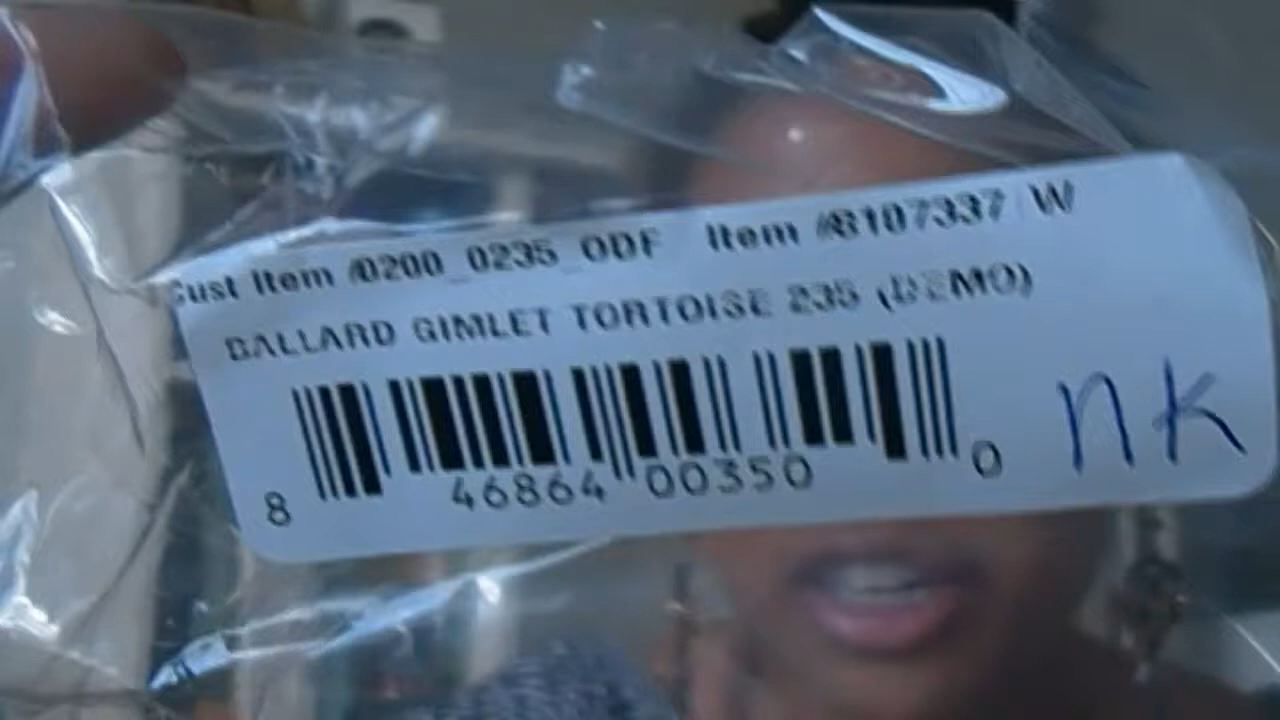 Cust Item #0200_0235_ODF Item #8107337 W
BALLARD GIMLET TORTOISE 235 (DEMO)
nk
8 46864 00350 0